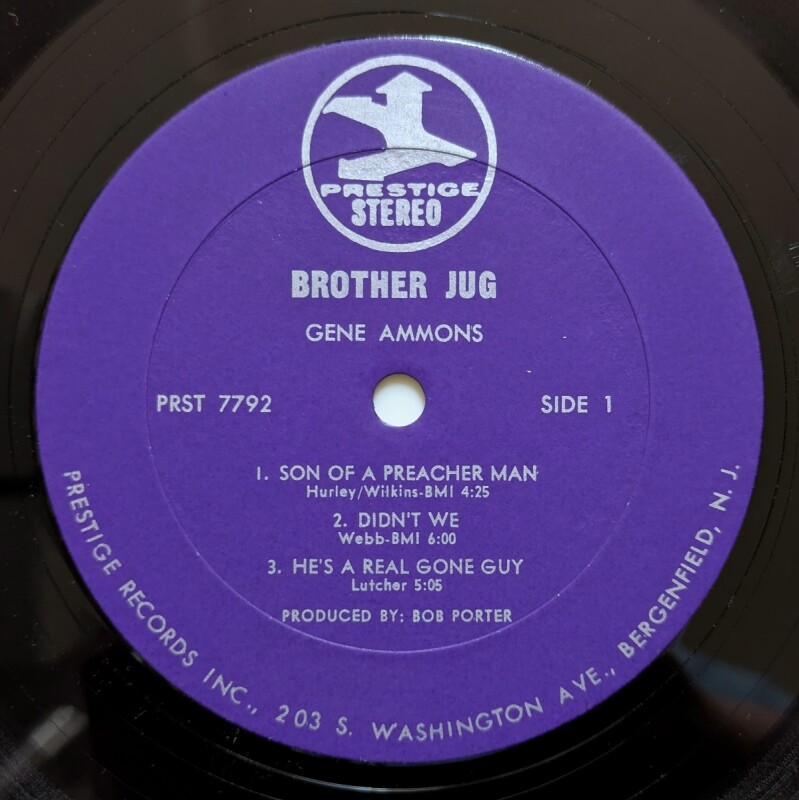 PRESTIGE
STEREO
BROTHER JUG
GENE AMMONS
PRST 7792
SIDE 1
1. SON OF A PREACHER MAN
Hurley/Wilkins-BMI 4:25
2. DIDN'T WE
Webb-BMI 6:00
3. HE'S A REAL GONE GUY
Lutcher 5:05
PRODUCED BY: BOB PORTER
PRESTIGE RECORDS INC., 203 S. WASHINGTON AVE., BERGENFIELD, N. J.